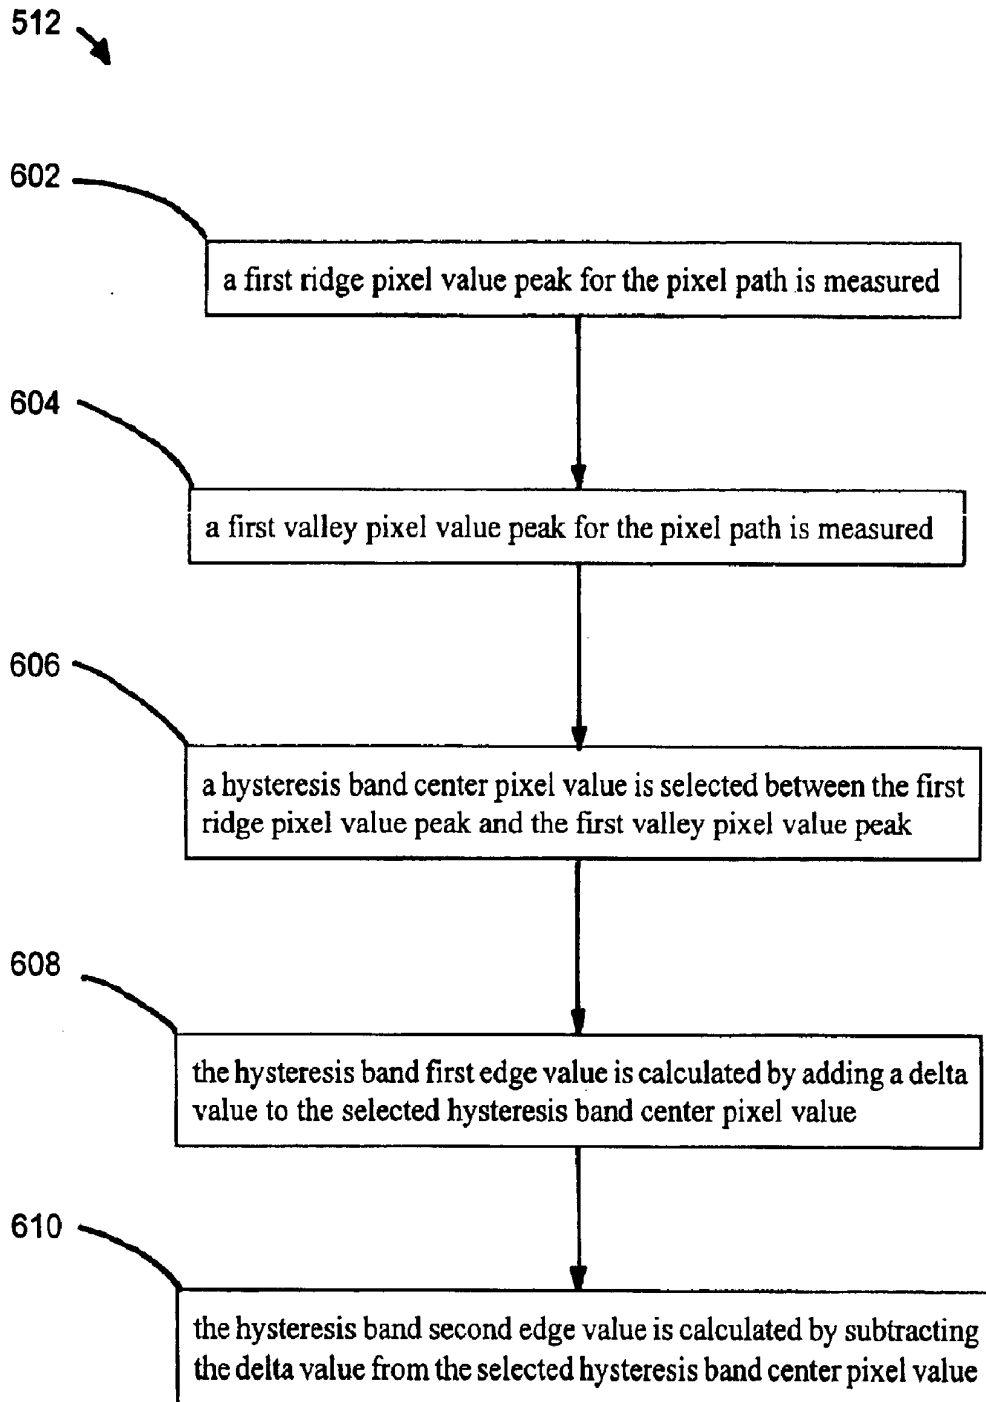 512
602
a first ridge pixel value peak for the pixel path is measured
604
a first valley pixel value peak for the pixel path is measured
606
a hysteresis band center pixel value is selected between the first
ridge pixel value peak and the first valley pixel value peak
608
the hysteresis band first edge value is calculated by adding a delta
value to the selected hysteresis band center pixel value
610
the hysteresis band second edge value is calculated by subtracting
the delta value from the selected hysteresis band center pixel value